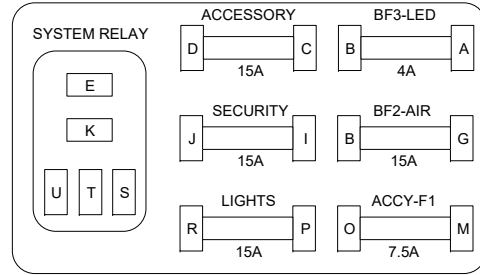 SYSTEM RELAY
E
K
U T S
ACCESSORY
D C
15A
BF3-LED
B A
4A
SECURITY
J I
15A
BF2-AIR
B G
15A
LIGHTS
R P
15A
ACCY-F1
O M
7.5A